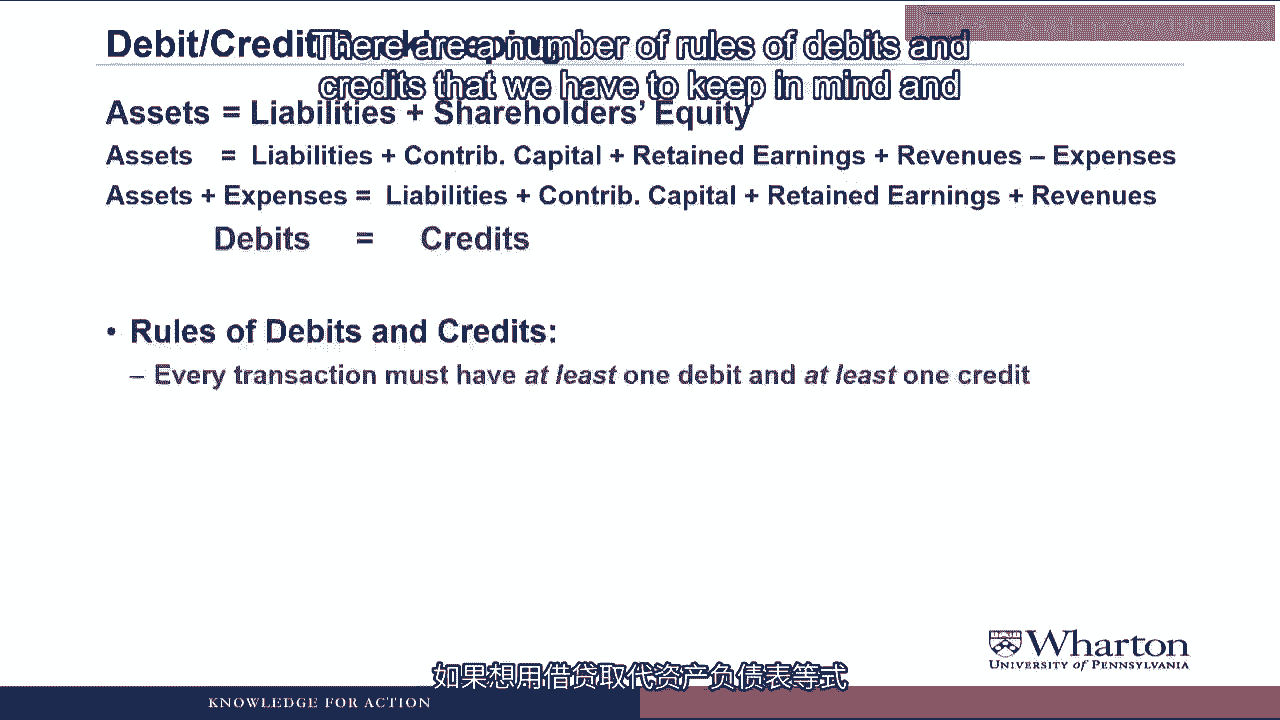 Debit/Credit
There are a number of rules of debits and
credits that we have to keep in mind and
Assets = Liabilities + Shareholders’ Equity
Assets = Liabilities + Contrib. Capital + Retained Earnings + Revenues – Expenses
Assets + Expenses = Liabilities + Contrib. Capital + Retained Earnings + Revenues
Debits = Credits
• Rules of Debits and Credits:
– Every transaction must have at least one debit and at least one credit
Wharton
UNIVERSITY of PENNSYLVANIA
如果想用借贷取代资产负债表等式
KNOWLEDGE FOR ACTION